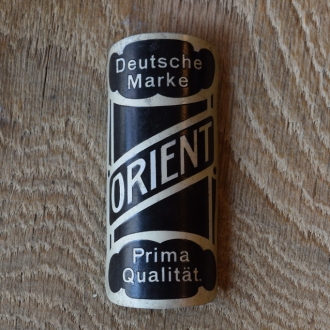 Deutsche
Marke
ORIENT
Prima
Qualität.